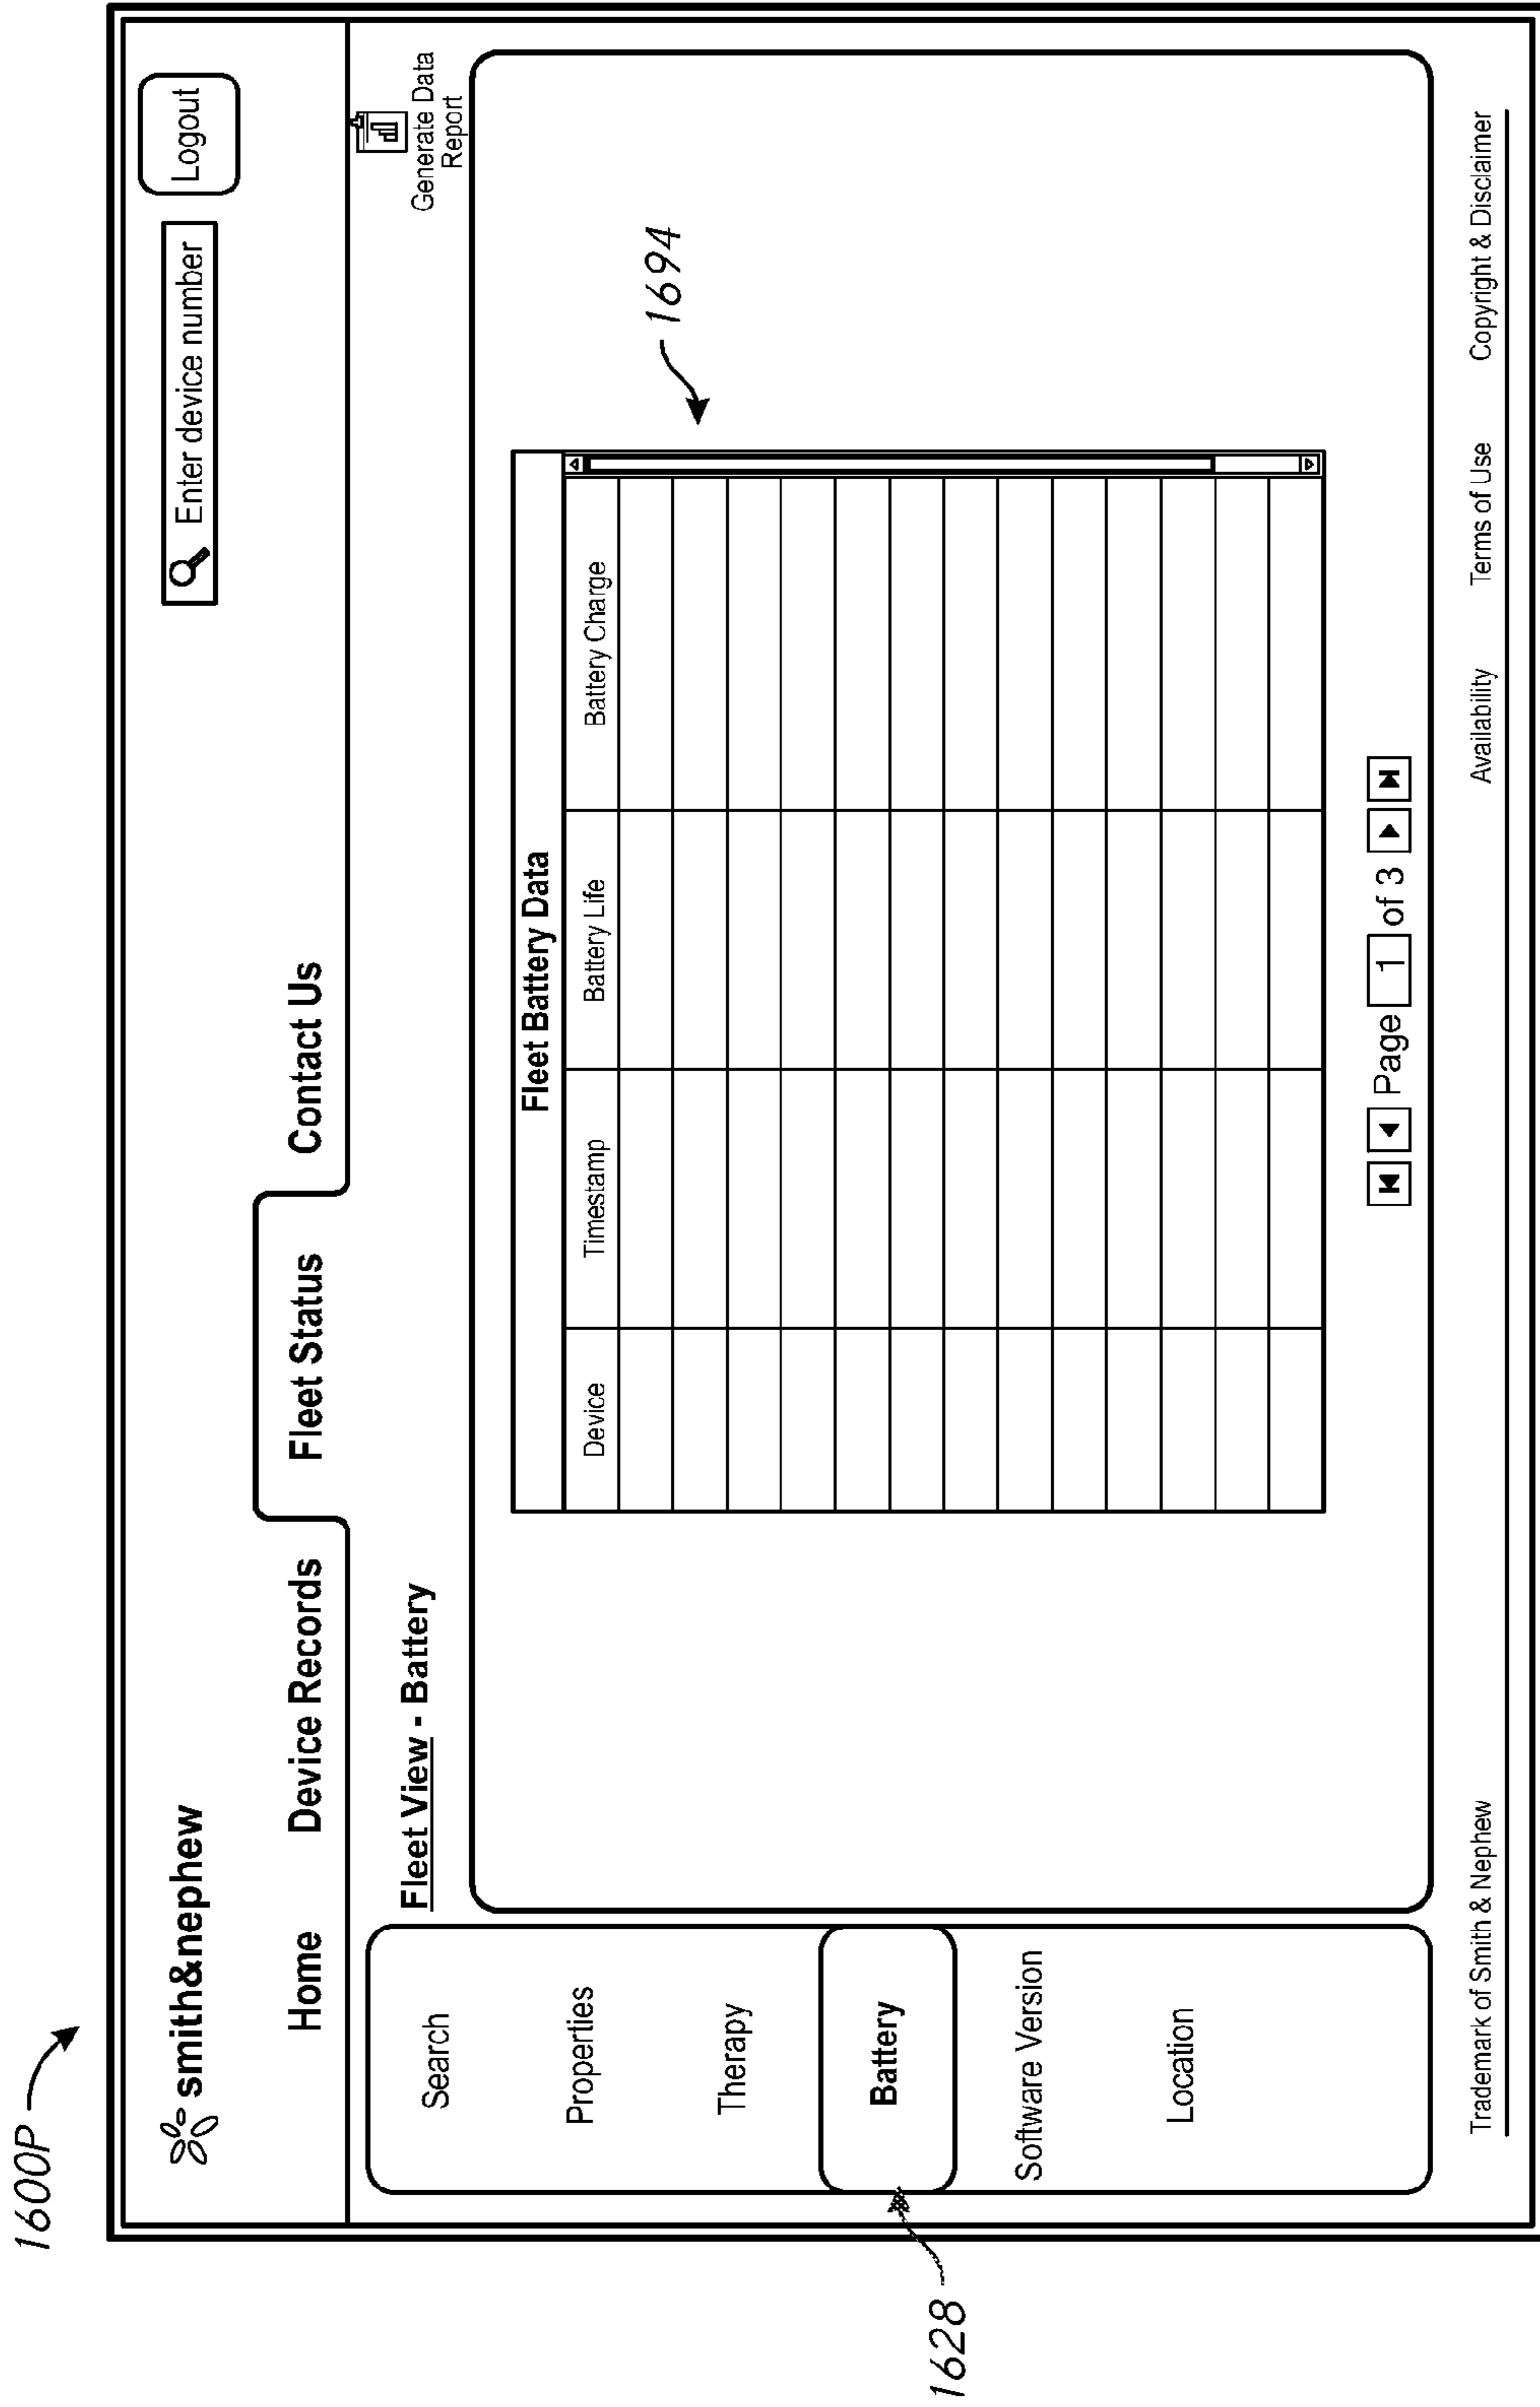 1600P
smith&nephew
Enter device number
Logout
Home
Device Records
Fleet Status
Contact Us
Fleet View - Battery
Generate Data
Report
Search
Properties
Therapy
Battery
Software Version
Location
1628
Fleet Battery Data
Device
Timestamp
Battery Life
Battery Charge
1694
Page 1 of 3
Trademark of Smith & Nephew
Availability
Terms of Use
Copyright & Disclaimer